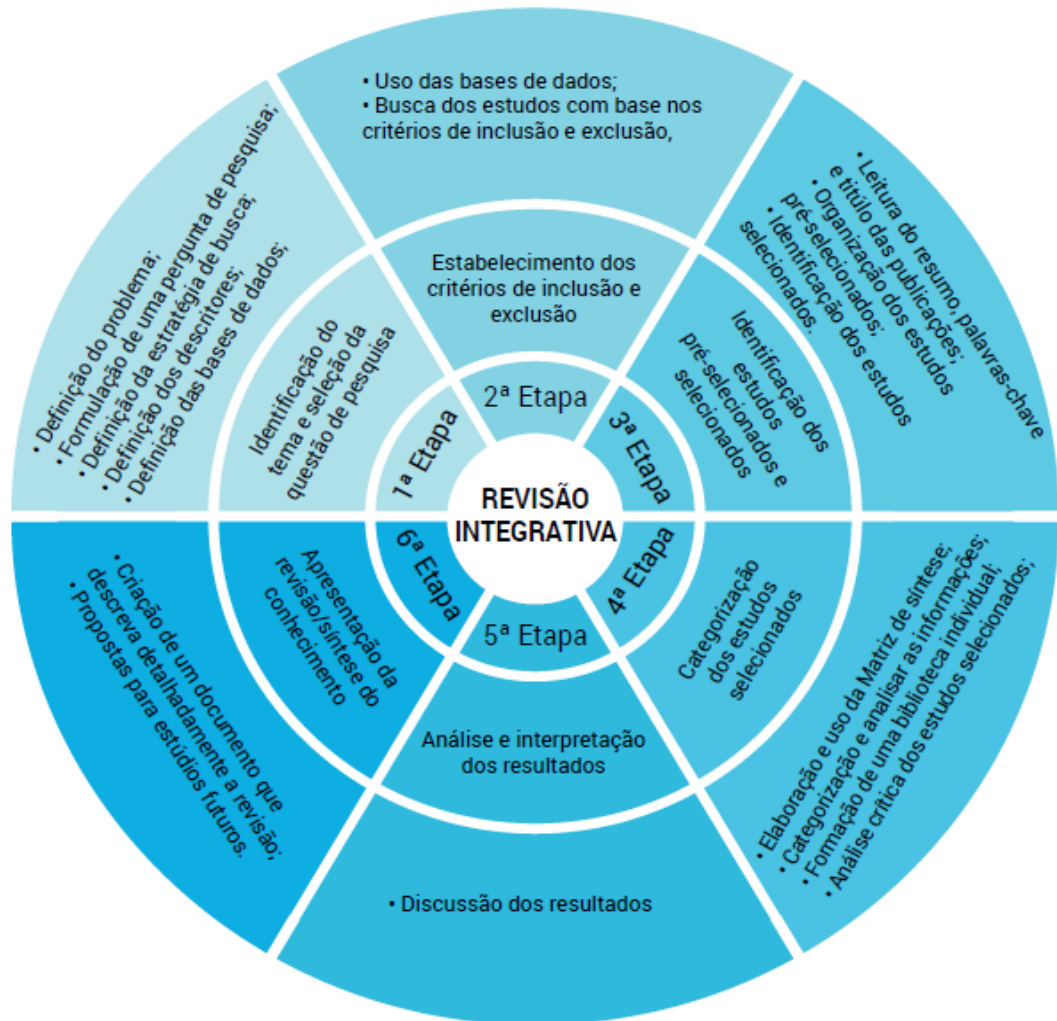 REVISÃO
INTEGRATIVA
1ª Etapa
Identificação do
tema e seleção da
questão de pesquisa
• Definição do problema;
• Formulação de uma pergunta de pesquisa;
• Definição da estratégia de busca;
• Definição dos descritores;
• Definição das bases de dados;
2ª Etapa
Estabelecimento dos
critérios de inclusão e
exclusão
• Uso das bases de dados;
• Busca dos estudos com base nos
critérios de inclusão e exclusão,
3ª Etapa
Identificação dos
estudos
pré-selecionados e
selecionados
• Leitura do resumo, palavras-chave
e título das publicações;
• Organização dos estudos
pré-selecionados;
• Identificação dos estudos
selecionados.
4ª Etapa
Categorização
dos estudos
selecionados
• Elaboração e uso da Matriz de síntese;
• Categorização e analisar as informações;
• Formação de uma biblioteca individual;
• Análise crítica dos estudos selecionados;
5ª Etapa
Análise e interpretação
dos resultados
• Discussão dos resultados
6ª Etapa
Apresentação da
revisão/síntese do
conhecimento
• Criação de um documento que
descreva detalhadamente a revisão;
• Propostas para estúdios futuros.